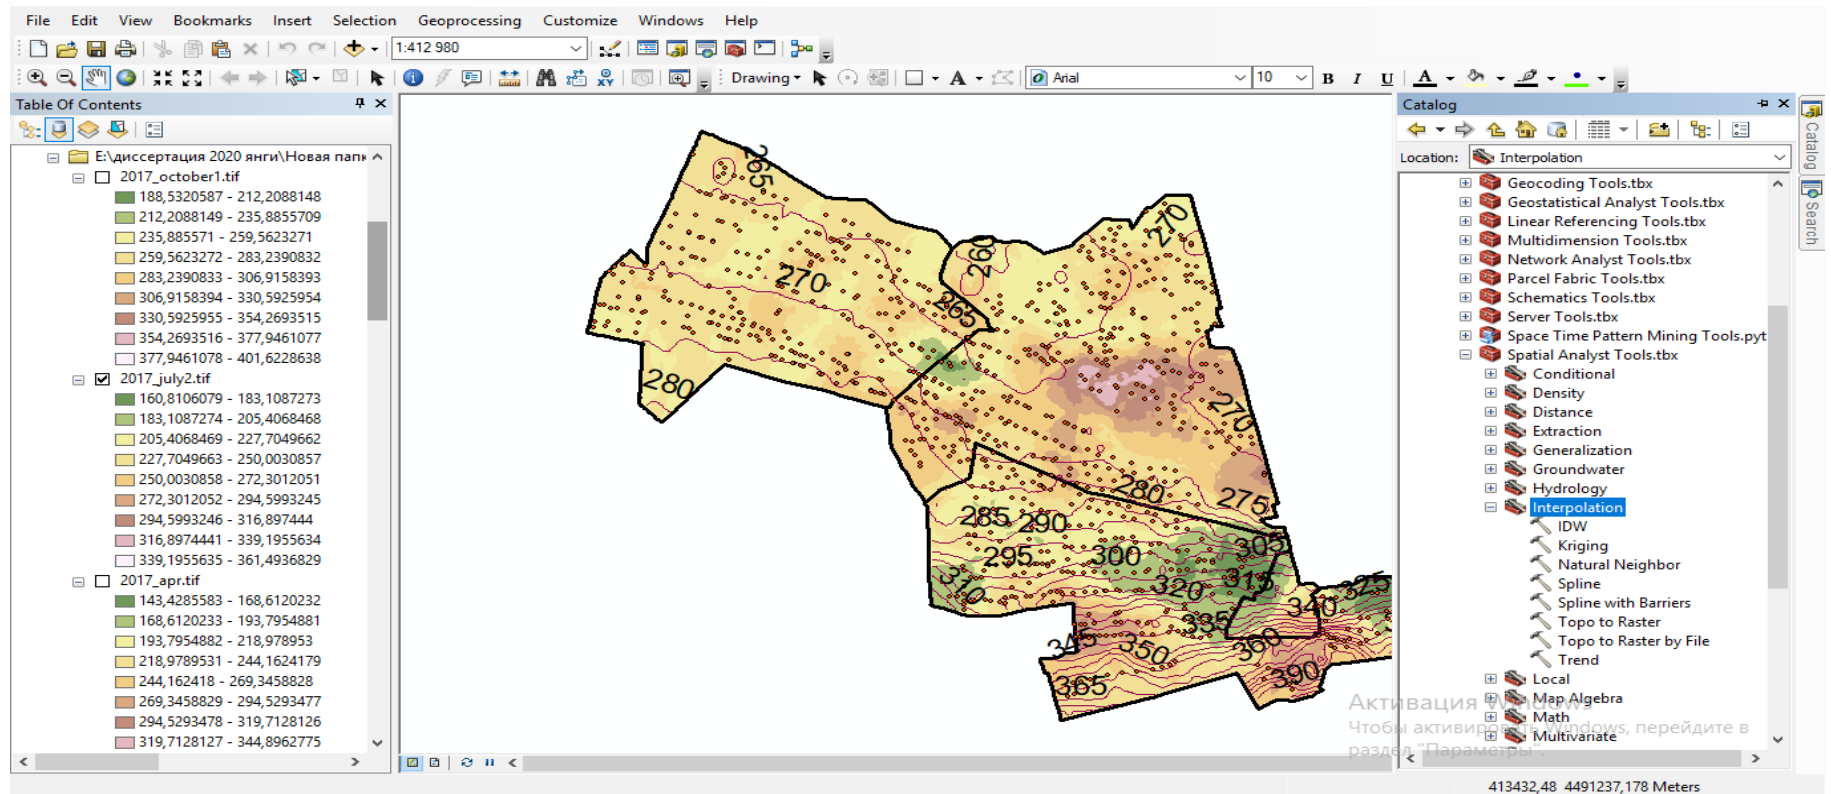 File Edit View Bookmarks Insert Selection Geoprocessing Customize Windows Help
1:412 980
Drawing Arial 10 B I U A
Table Of Contents
E:\диссертация 2020 янги\Новая папк
2017_october1.tif
188,5320587 - 212,2088148
212,2088149 - 235,8855709
235,885571 - 259,5623271
259,5623272 - 283,2390832
283,2390833 - 306,9158393
306,9158394 - 330,5925954
330,5925955 - 354,2693515
354,2693516 - 377,9461077
377,9461078 - 401,6228638
2017_july2.tif
160,8106079 - 183,1087273
183,1087274 - 205,4068468
205,4068469 - 227,7049662
227,7049663 - 250,0030857
250,0030858 - 272,3012051
272,3012052 - 294,5993245
294,5993246 - 316,897444
316,8974441 - 339,1955634
339,1955635 - 361,4936829
2017_apr.tif
143,4285583 - 168,6120232
168,6120233 - 193,7954881
193,7954882 - 218,978953
218,9789531 - 244,1624179
244,162418 - 269,3458828
269,3458829 - 294,5293477
294,5293478 - 319,7128126
319,7128127 - 344,8962775
265
270
260
270
265
280
270
280
275
285 290
305
295 300
310
320 315
325
340
335
345
350
360
365
390
Catalog
Location: Interpolation
Geocoding Tools.tbx
Geostatistical Analyst Tools.tbx
Linear Referencing Tools.tbx
Multidimension Tools.tbx
Network Analyst Tools.tbx
Parcel Fabric Tools.tbx
Schematics Tools.tbx
Server Tools.tbx
Space Time Pattern Mining Tools.pyt
Spatial Analyst Tools.tbx
Conditional
Density
Distance
Extraction
Generalization
Groundwater
Hydrology
Interpolation
IDW
Kriging
Natural Neighbor
Spline
Spline with Barriers
Topo to Raster
Topo to Raster by File
Trend
Local
Map Algebra
Math
Multivariate
Catalog
Search
Активация Windows
Чтобы активировать Windows, перейдите в
раздел "Параметры".
413432,48 4491237,178 Meters